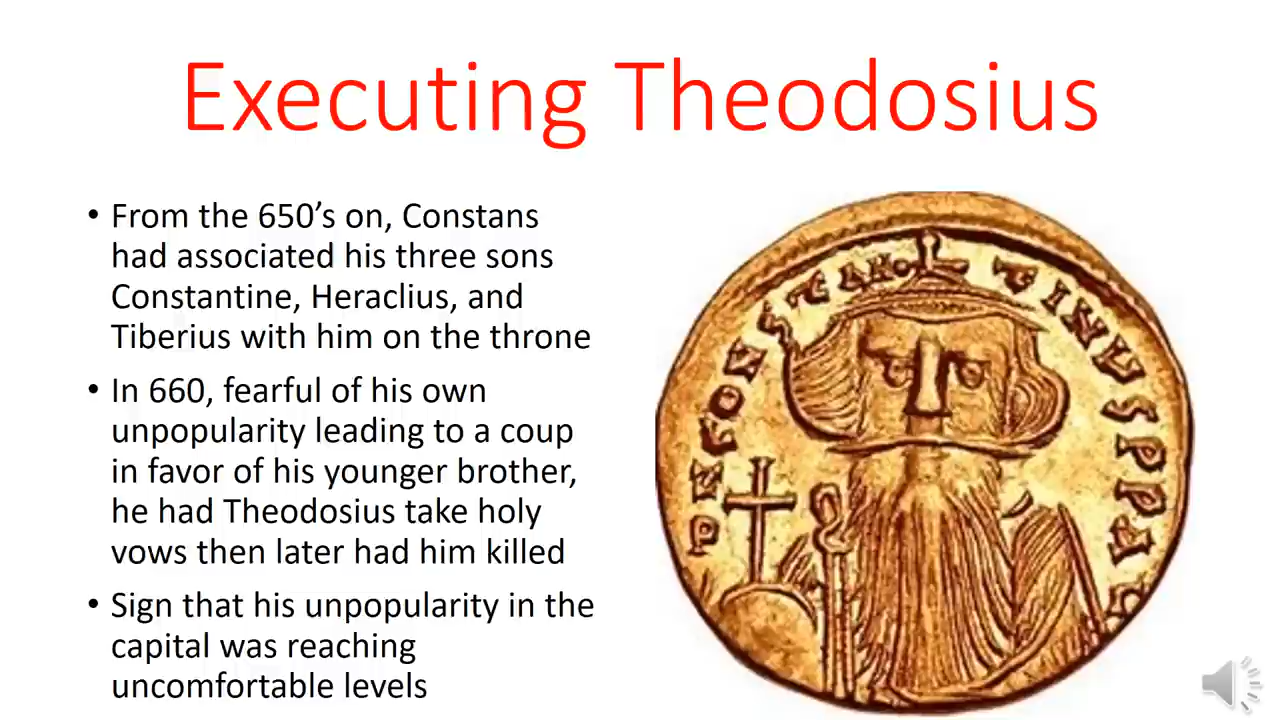 Executing Theodosius
• From the 650’s on, Constans
had associated his three sons
Constantine, Heraclius, and
Tiberius with him on the throne
• In 660, fearful of his own
unpopularity leading to a coup
in favor of his younger brother,
he had Theodosius take holy
vows then later had him killed
• Sign that his unpopularity in the
capital was reaching
uncomfortable levels